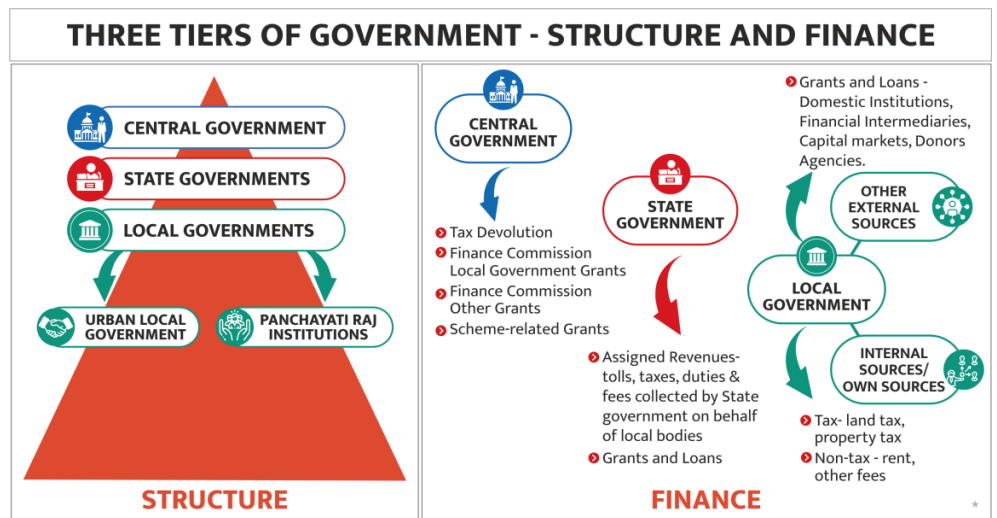 THREE TIERS OF GOVERNMENT - STRUCTURE AND FINANCE
CENTRAL GOVERNMENT
STATE GOVERNMENTS
LOCAL GOVERNMENTS
URBAN LOCAL
GOVERNMENT
PANCHAYATI RAJ
INSTITUTIONS
STRUCTURE
CENTRAL
GOVERNMENT
Tax Devolution
Finance Commission
Local Government Grants
Finance Commission
Other Grants
Scheme-related Grants
STATE
GOVERNMENT
Assigned Revenues-
tolls, taxes, duties &
fees collected by State
government on behalf
of local bodies
Grants and Loans
Grants and Loans -
Domestic Institutions,
Financial Intermediaries,
Capital markets, Donors
Agencies.
OTHER
EXTERNAL
SOURCES
LOCAL
GOVERNMENT
INTERNAL
SOURCES/
OWN SOURCES
Tax- land tax,
property tax
Non-tax - rent,
other fees
FINANCE
*